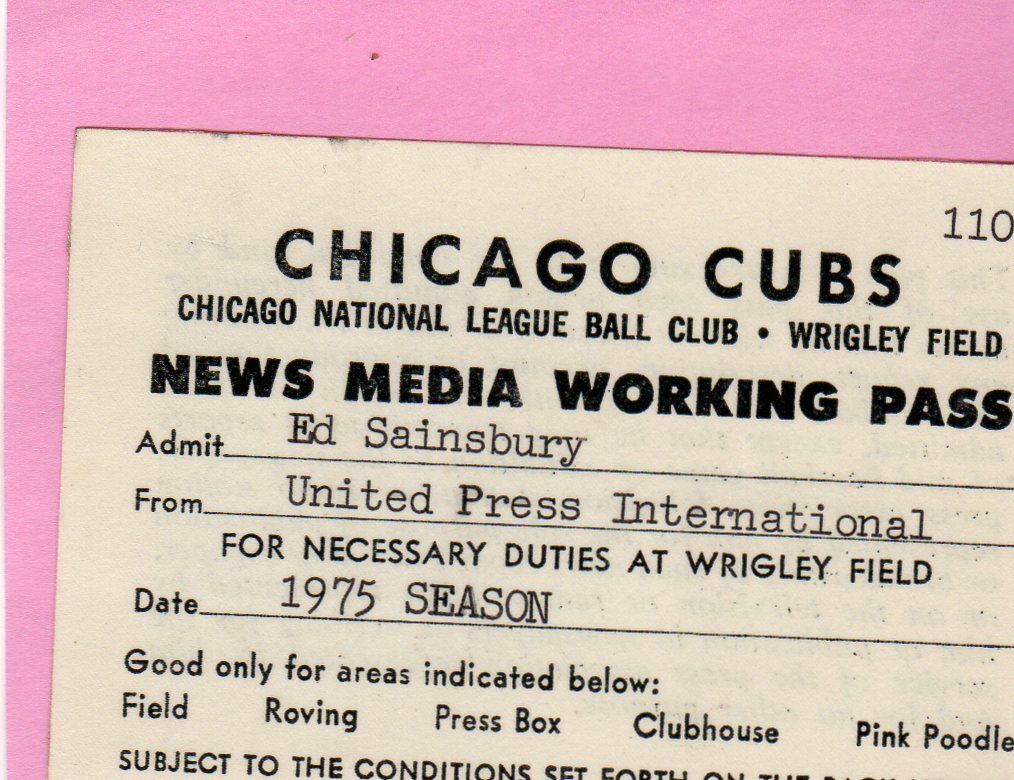 110
CHICAGO CUBS
CHICAGO NATIONAL LEAGUE BALL CLUB • WRIGLEY FIELD
NEWS MEDIA WORKING PASS
Admit Ed Sainsbury
From United Press International
FOR NECESSARY DUTIES AT WRIGLEY FIELD
Date 1975 SEASON
Good only for areas indicated below:
Field Roving Press Box Clubhouse Pink Poodle
SUBJECT TO THE CONDITIONS SET FORTH ON THE BACK